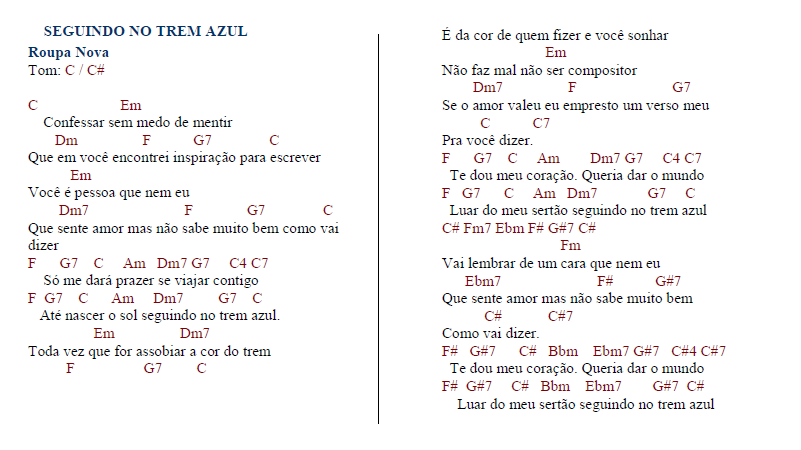 SEGUINDO NO TREM AZUL
Roupa Nova
Tom: C / C#
C Em
Confessar sem medo de mentir
Dm F G7 C
Que em você encontrei inspiração para escrever
Em
Você é pessoa que nem eu
Dm7 F G7 C
Que sente amor mas não sabe muito bem como vai
dizer
F G7 C Am Dm7 G7 C4 C7
Só me dará prazer se viajar contigo
F G7 C Am Dm7 G7 C
Até nascer o sol seguindo no trem azul.
Em Dm7
Toda vez que for assobiar a cor do trem
F G7 C
É da cor de quem fizer e você sonhar
Em
Não faz mal não ser compositor
Dm7 F G7
Se o amor valeu eu empresto um verso meu
C C7
Pra você dizer.
F G7 C Am Dm7 G7 C4 C7
Te dou meu coração. Queria dar o mundo
F G7 C Am Dm7 G7 C
Luar do meu sertão seguindo no trem azul
C# Fm7 Ebm F# G#7 C#
Fm
Vai lembrar de um cara que nem eu
Ebm7 F# G#7
Que sente amor mas não sabe muito bem
C# C#7
Como vai dizer.
F# G#7 C# Bbm Ebm7 G#7 C#4 C#7
Te dou meu coração. Queria dar o mundo
F# G#7 C# Bbm Ebm7 G#7 C#
Luar do meu sertão seguindo no trem azul